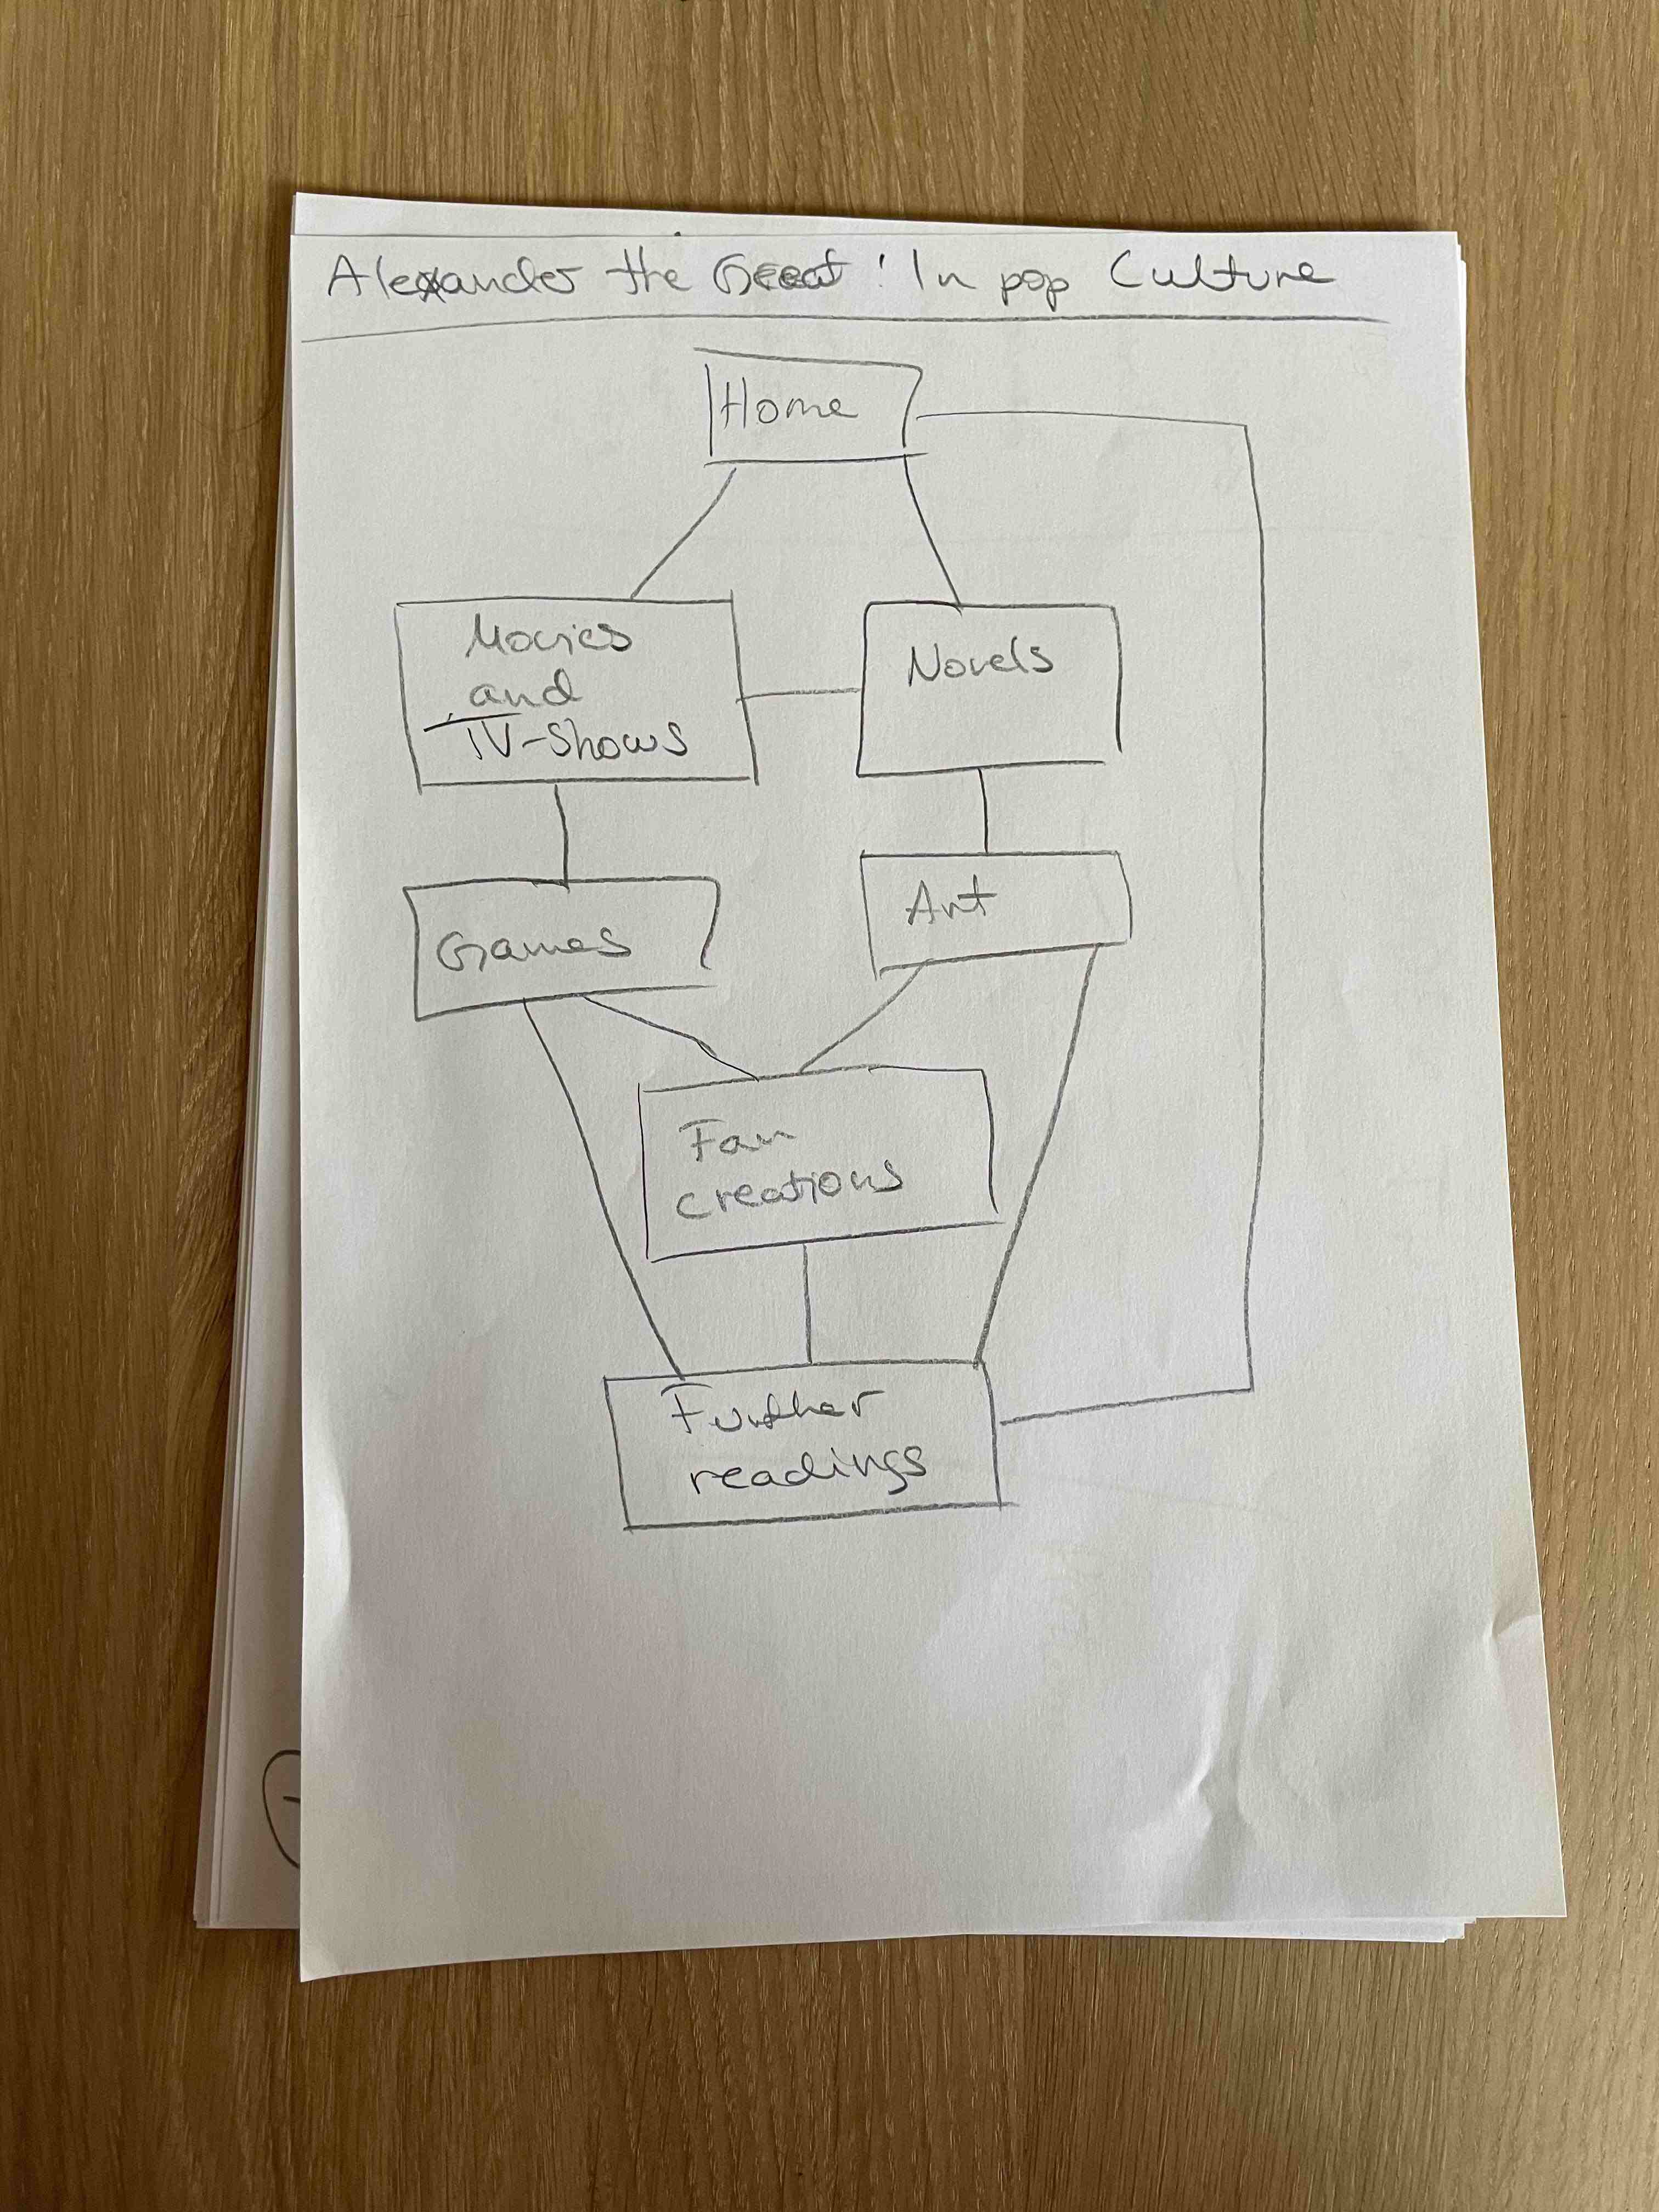 Alexander the Great: In pop Culture
Home
Movies
and
TV-Shows
Novels
Games
Art
Fan
creations
Further
readings